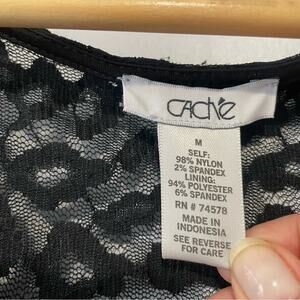 CACHé
M
SELF:
98% NYLON
2% SPANDEX
LINING:
94% POLYESTER
6% SPANDEX
RN # 74578
MADE IN
INDONESIA
SEE REVERSE
FOR CARE